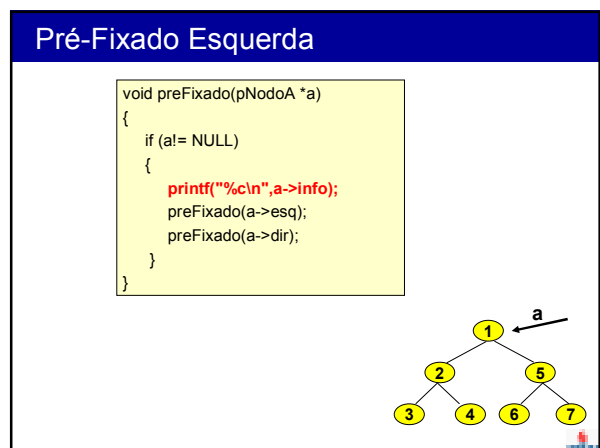 Pré-Fixado Esquerda
void preFixado(pNodoA *a)
{
if (a!= NULL)
{
printf("%c\n",a->info);
preFixado(a->esq);
preFixado(a->dir);
}
}
a
1
2 5
3 4 6 7